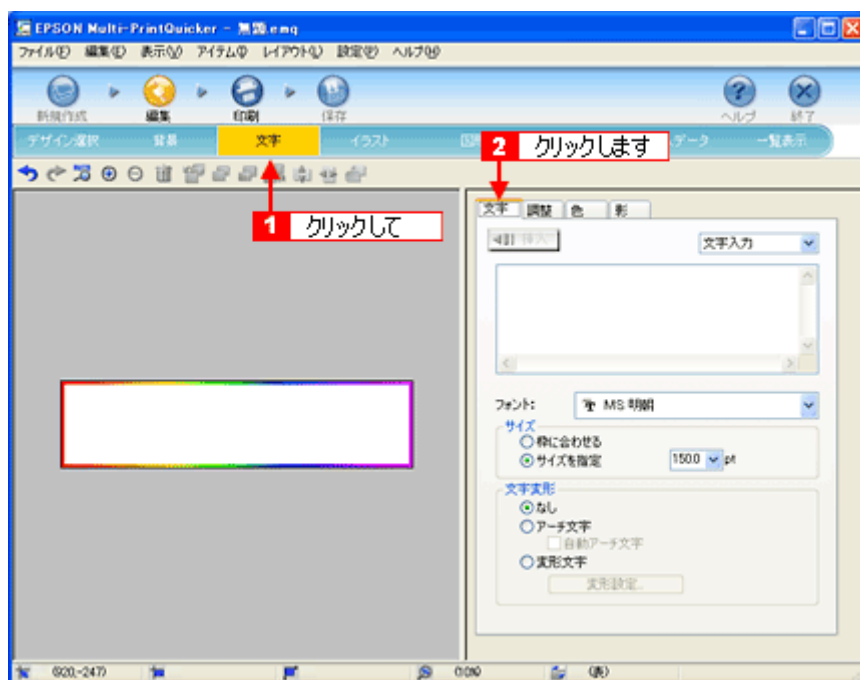 EPSON Multi-PrintQuicker - 無題.emq
ファイル(F) 編集(E) 表示(V) アイテム(I) レイアウト(L) 設定(P) ヘルプ(H)
新規作成 編集 印刷 保存 ヘルプ 終了
デザイン選択 背景 文字 イラスト データ 一覧表示
2 クリックします
1 クリックして
文字 調整 色 影
挿入 文字入力
フォント: MS 明朝
サイズ
枠に合わせる
サイズを指定 150.0 pt
文字変形
なし
アーチ文字
自動アーチ文字
変形文字
変形設定...
(920,-247) (表)